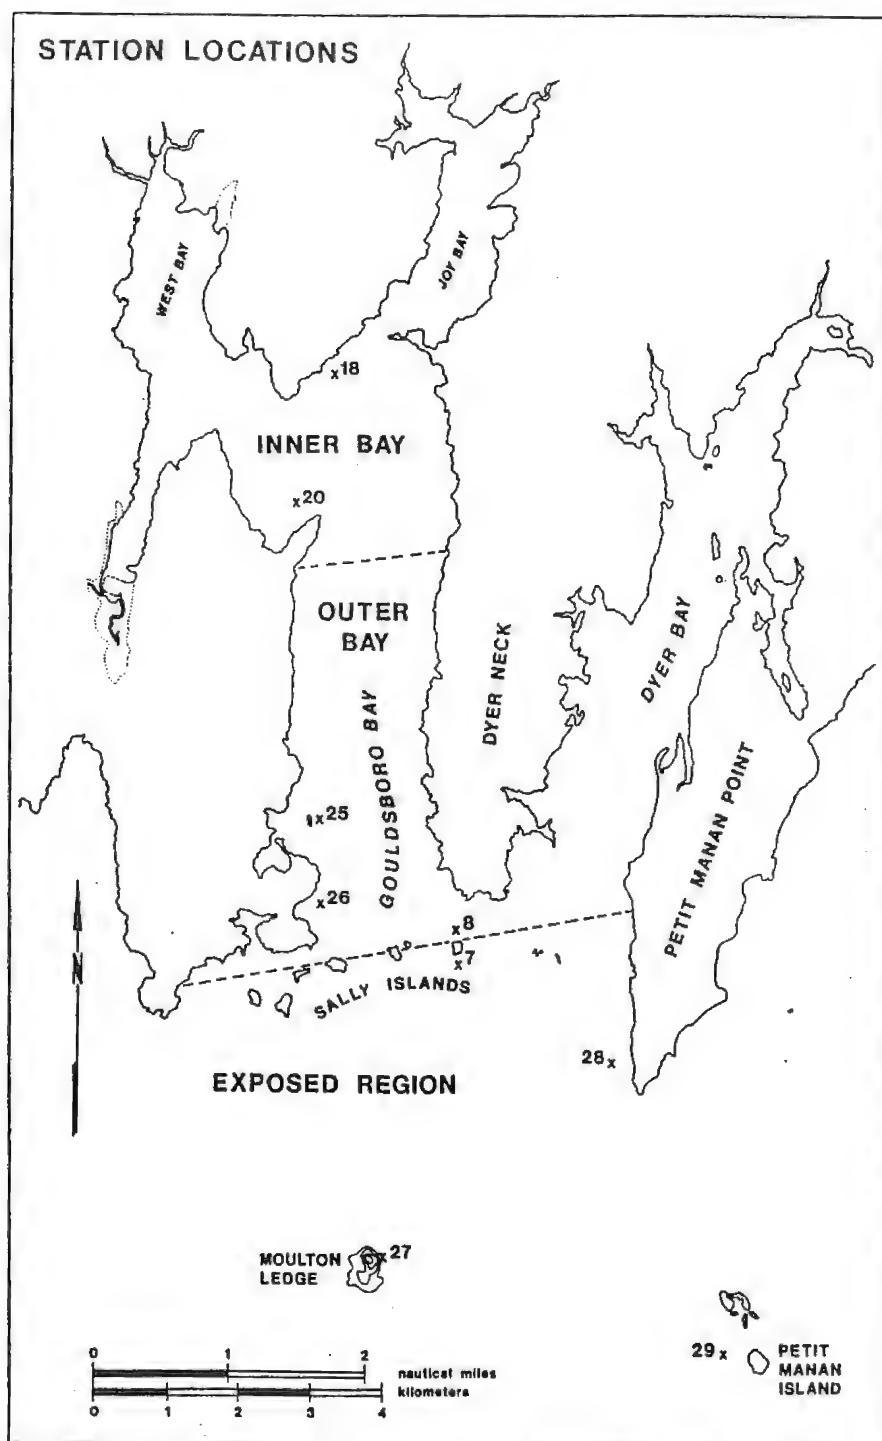 STATION LOCATIONS
WEST BAY
JOY BAY
x18
INNER BAY
x20
OUTER
BAY
GOULDSBORO BAY
DYER NECK
DYER BAY
PETIT MANAN POINT
x25
x26
x8
x7
N
SALLY ISLANDS
28x
EXPOSED REGION
MOULTON
LEDGE
x27
29x
PETIT
MANAN
ISLAND
0 1 2
nautical miles
kilometers
0 1 2 3 4